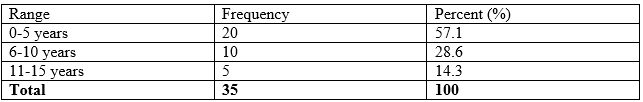 Range Frequency Percent (%)
0-5 years 20 57.1
6-10 years 10 28.6
11-15 years 5 14.3
Total 35 100